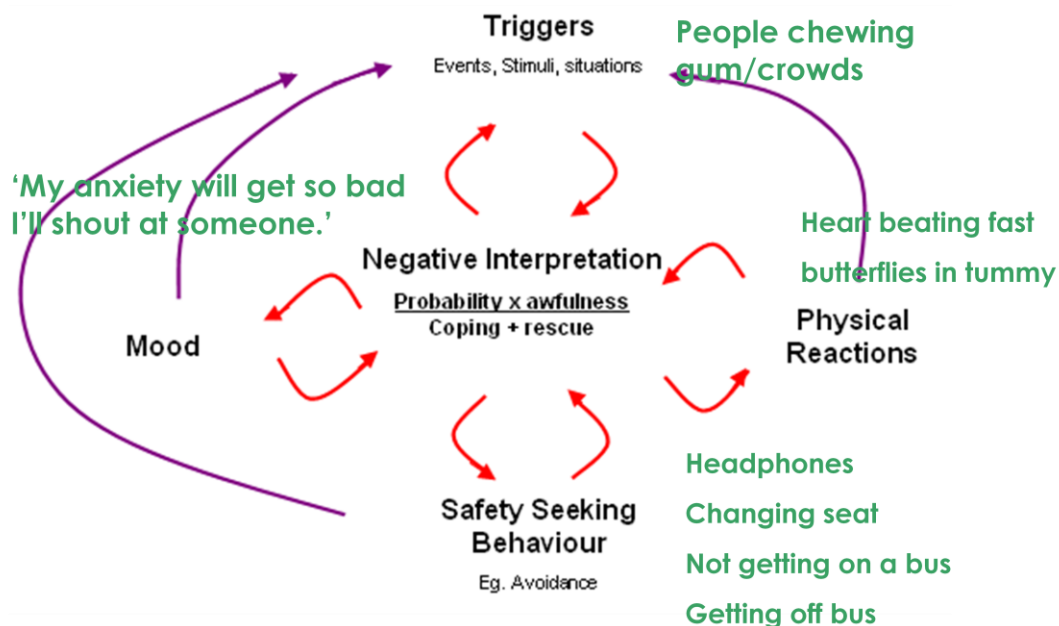 Triggers
Events, Stimuli, situations
People chewing
gum/crowds
‘My anxiety will get so bad
I’ll shout at someone.’
Heart beating fast
butterflies in tummy
Negative Interpretation
Probability x awfulness
Coping + rescue
Mood
Physical
Reactions
Safety Seeking
Behaviour
Eg. Avoidance
Headphones
Changing seat
Not getting on a bus
Getting off bus